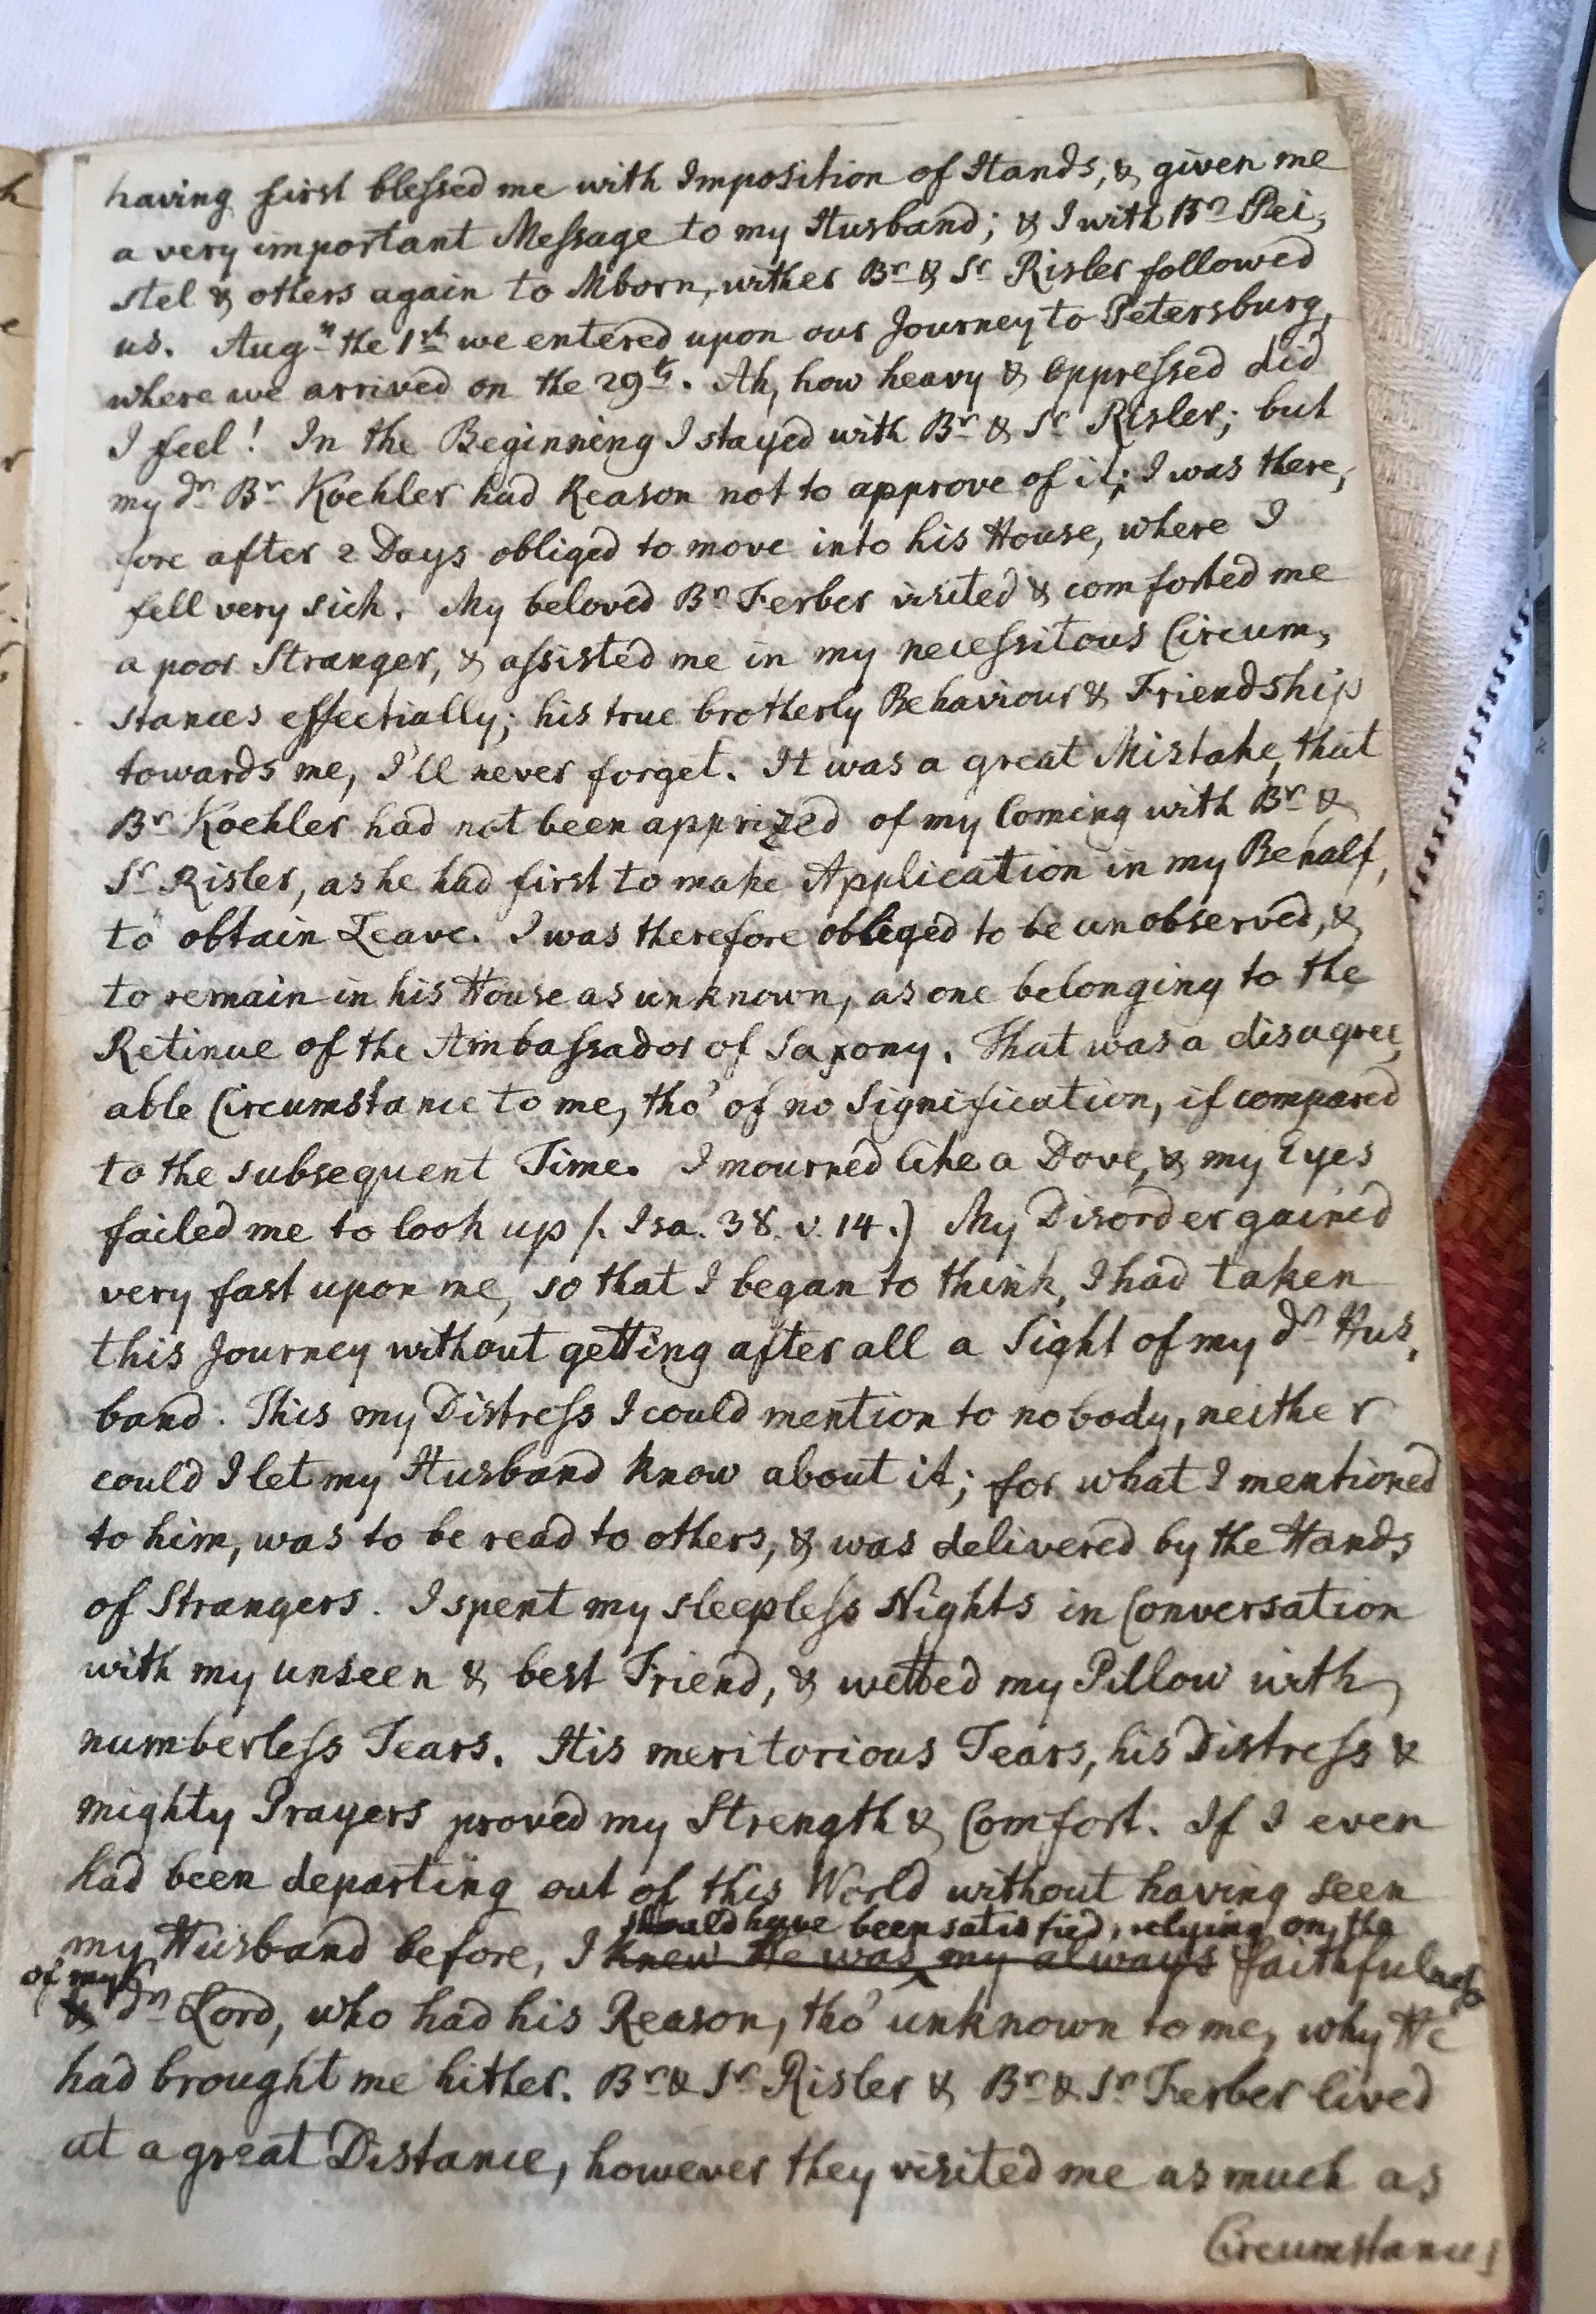 having first blessed me with Imposition of Hands, & given me
a very important Message to my Husband; & I with Br Pei,
stel & others again to Mborn, wither Br & Sr Risler followed
us. Augst the 1st we entered upon our Journey to Petersburg,
where we arrived on the 29th. Ah, how heavy & oppressed did
I feel! In the Beginning I stayed with Br & Sr Risler; but
my dr Br Koehler had Reason not to approve of it; I was there,
fore after 2 Days obliged to move into his House, where I
fell very sick. My beloved Br Ferber visited & comforted me
a poor Stranger, & assisted me in my necessitous Circum,
stances effectially; his true brotherly Behaviour & Friendship
towards me, I'll never forget. It was a great Mistake, that
Br Koehler had not been apprized of my Coming with Br &
Sr Risler, as he had first to make Application in my Behalf,
to obtain Leave. I was therefore obliged to be unobserved, &
to remain in his House as unknown, as one belonging to the
Retinue of the Ambassador of Saxony. That was a disagree,
able Circumstance to me, tho' of no Signification, if compared
to the subsequent Time. I mourned like a Dove, & my Eyes
failed me to look up /. Isa. 38. v. 14.) My Disorder gained
very fast upon me, so that I began to think, I had taken
this Journey without getting after all a Sight of my dr Hus,
band. This my Distress I could mention to nobody, neither
could I let my Husband know about it; for what I mentioned
to him, was to be read to others, & was delivered by the Hands
of Strangers. I spent my sleepless Nights in Conversation
with my unseen & best Friend, & wetted my Pillow with
numberless Tears. His meritorious Tears, his Distress &
mighty Prayers proved my Strength & Comfort. If I even
had been departing out of this World without having seen
should have been satisfied, relying on the
my Husband before, I knew He was my always faithfulness
of my
& dr Lord, who had his Reason, tho' unknown to me, why He
had brought me hither. Br & Sr Risler & Br & Sr Ferber lived
at a great Distance, however they visited me as much as
Circumstances